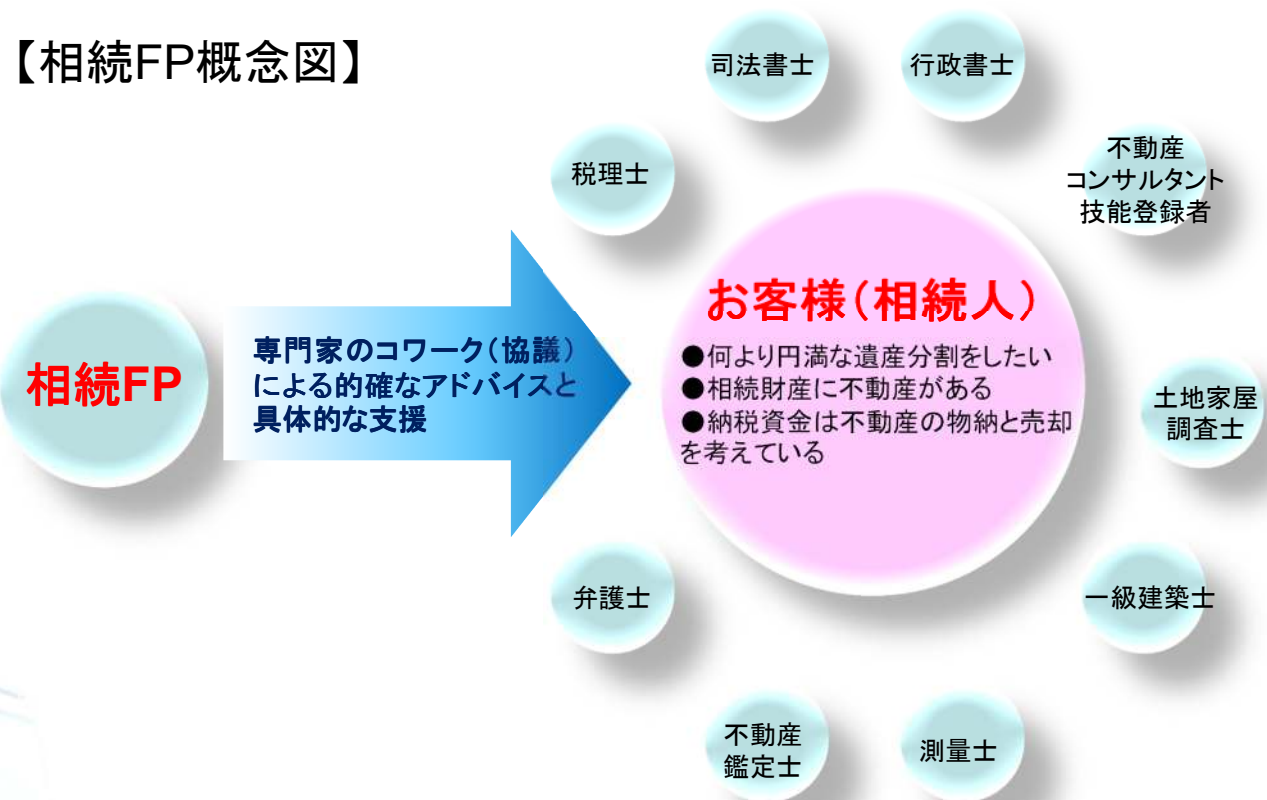 【相続FP概念図】
司法書士
行政書士
税理士
不動産
コンサルタント
技能登録者
お客様(相続人)
●何より円満な遺産分割をしたい
●相続財産に不動産がある
●納税資金は不動産の物納と売却
を考えている
相続FP
専門家のコワーク(協議)
による的確なアドバイスと
具体的な支援
土地家屋
調査士
弁護士
一級建築士
不動産
鑑定士
測量士